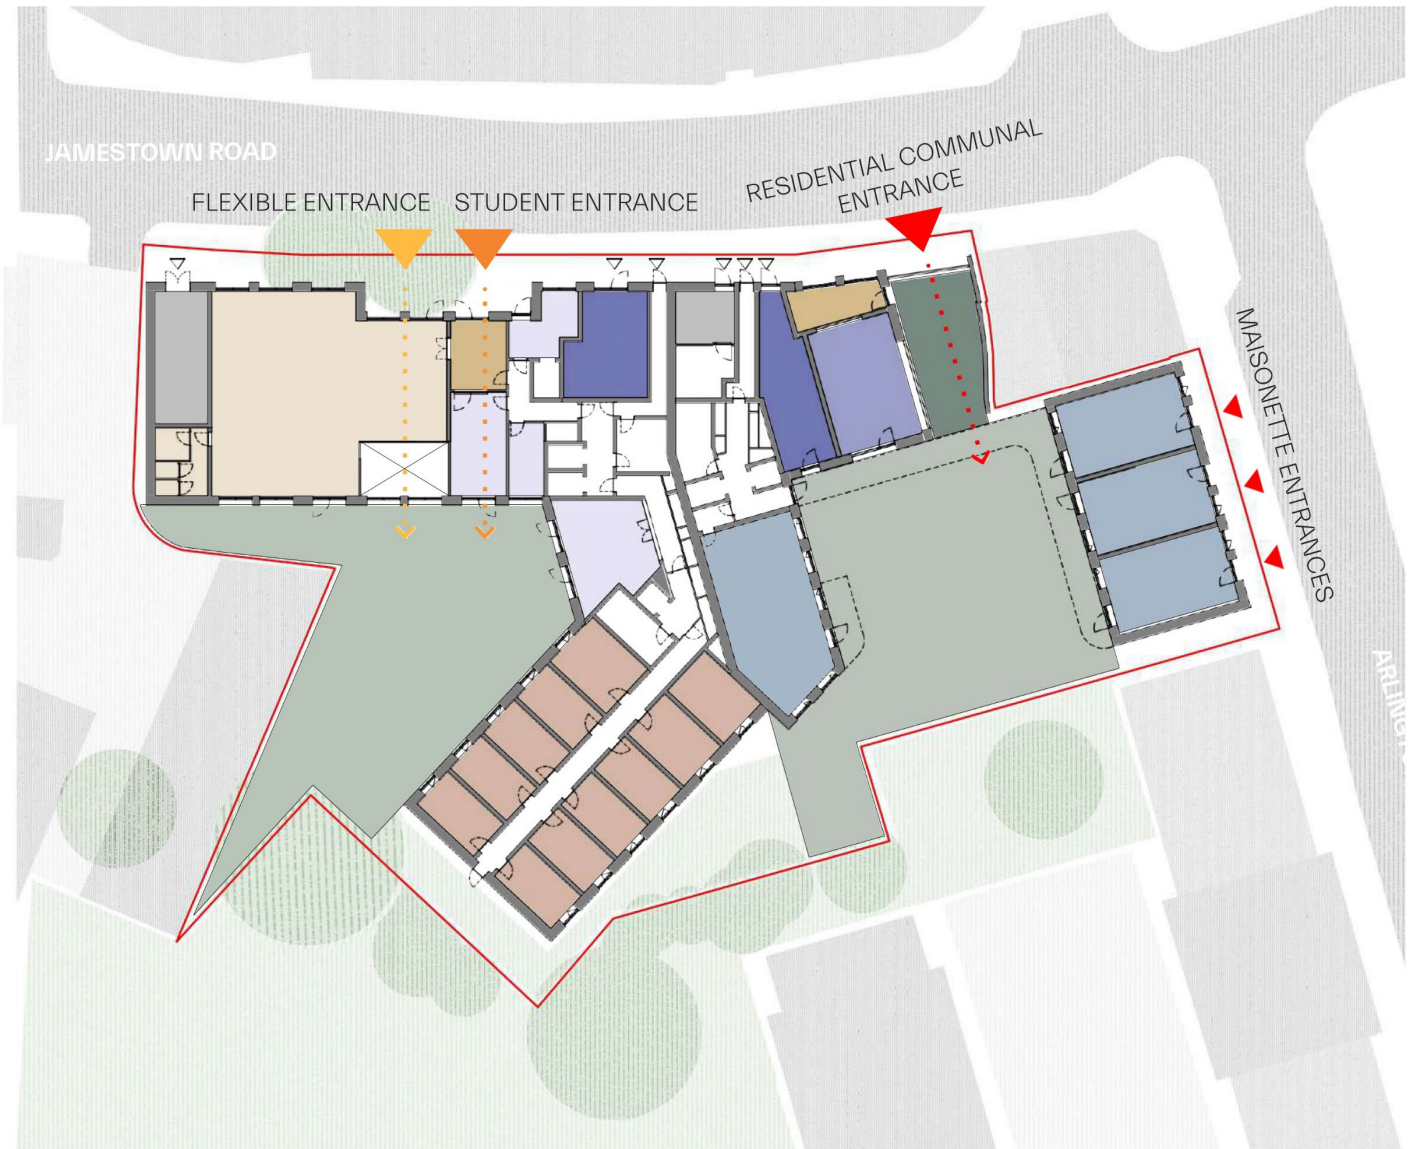 JAMESTOWN ROAD
FLEXIBLE ENTRANCE
STUDENT ENTRANCE
RESIDENTIAL COMMUNAL
ENTRANCE
MAISONETTE ENTRANCES